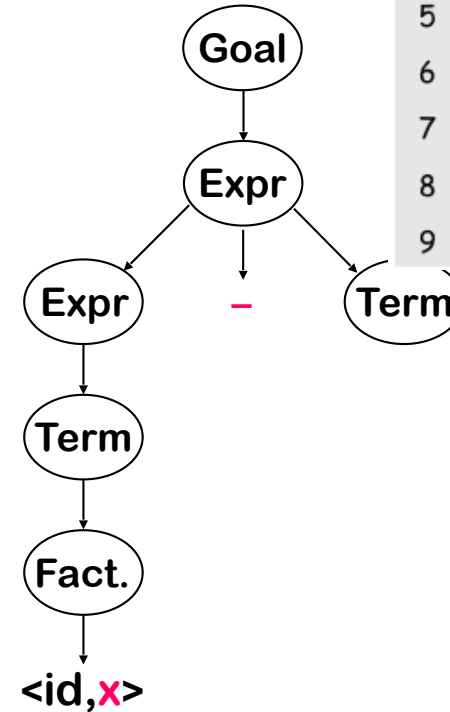 Goal
5
6
7
8
9
Expr
Expr
–
Term
Term
Fact.
<id,x>